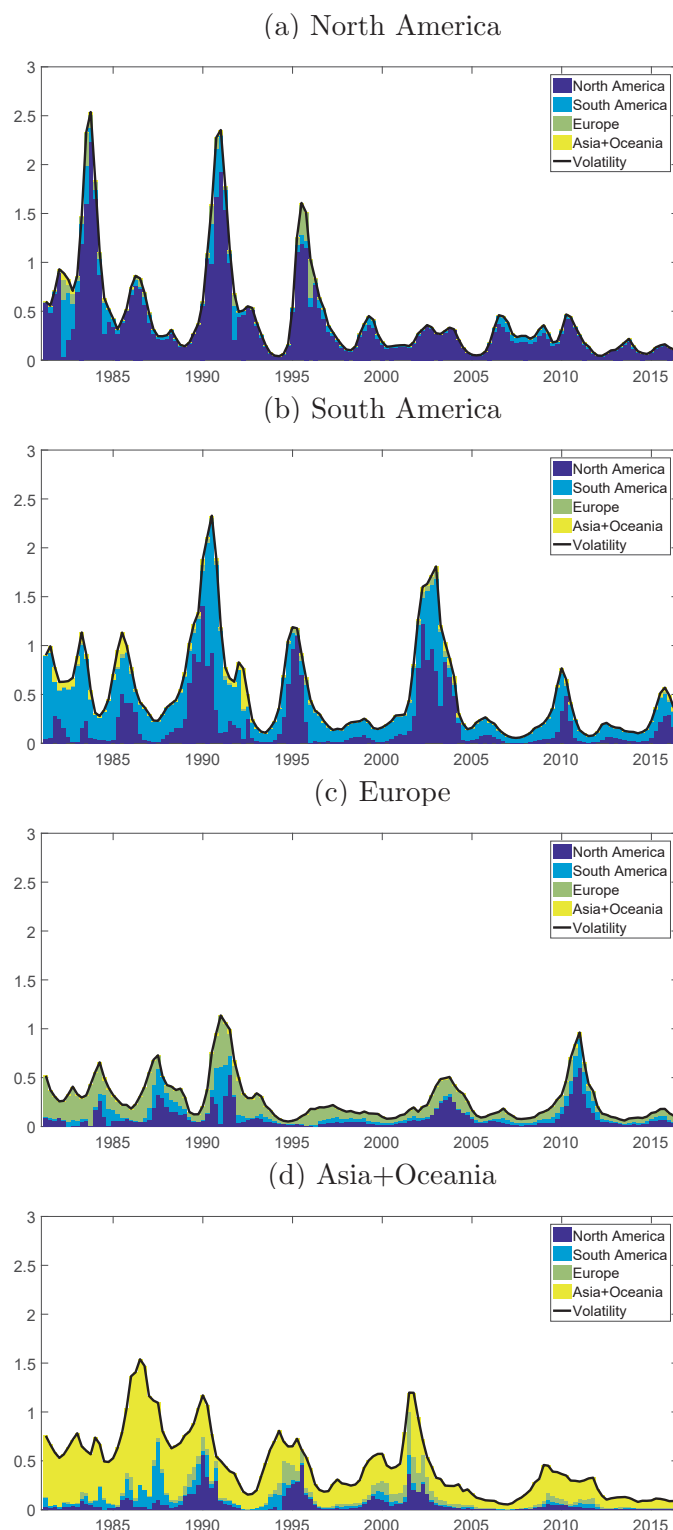 (a) North America
3
2.5
2
1.5
1
0.5
0
North America
South America
Europe
Asia+Oceania
Volatility
1985 1990 1995 2000 2005 2010 2015
(b) South America
3
2.5
2
1.5
1
0.5
0
North America
South America
Europe
Asia+Oceania
Volatility
1985 1990 1995 2000 2005 2010 2015
(c) Europe
3
2.5
2
1.5
1
0.5
0
North America
South America
Europe
Asia+Oceania
Volatility
1985 1990 1995 2000 2005 2010 2015
(d) Asia+Oceania
3
2.5
2
1.5
1
0.5
0
North America
South America
Europe
Asia+Oceania
Volatility
1985 1990 1995 2000 2005 2010 2015